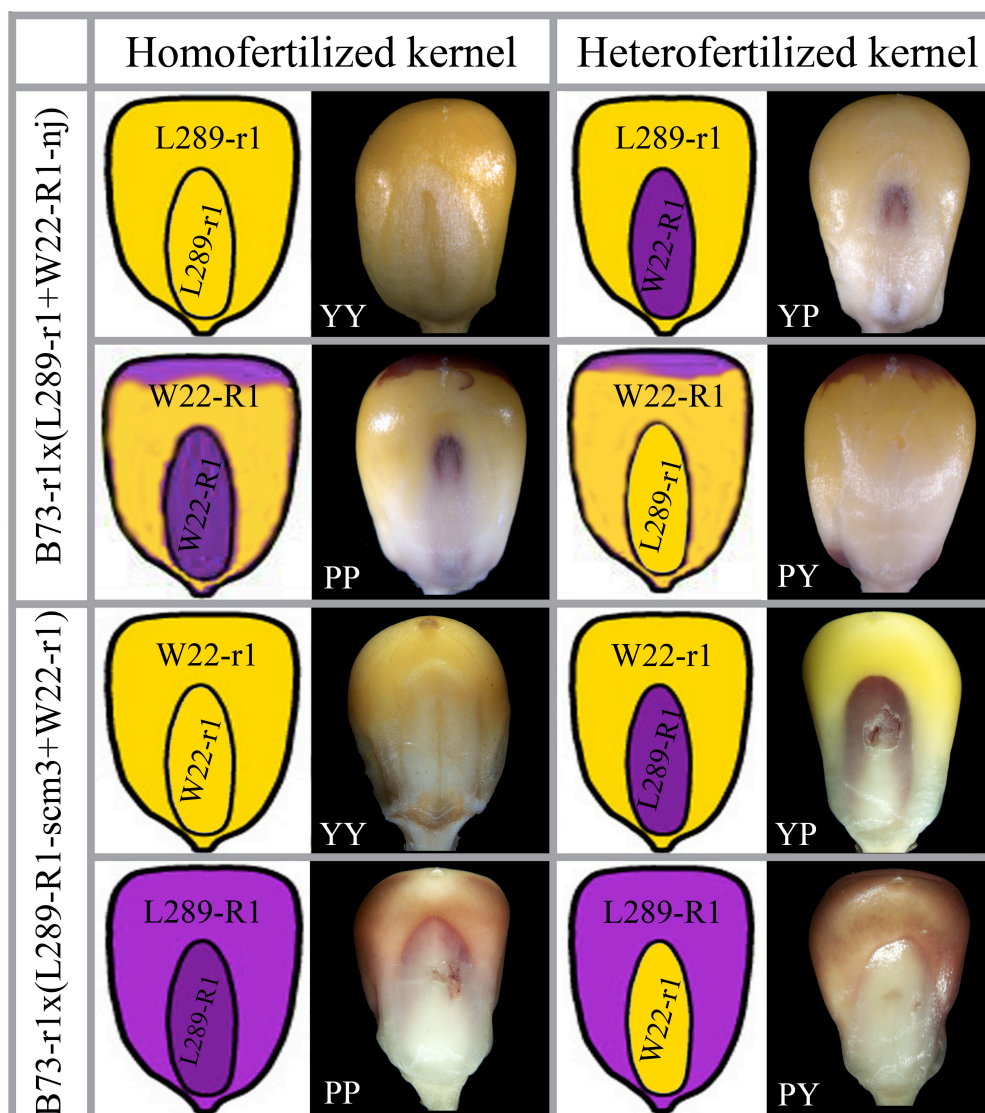 Homofertilized kernel
Heterofertilized kernel
B73-r1x(L289-r1+W22-R1-nj)
L289-r1
L289-r1
YY
L289-r1
W22-R1
YP
W22-R1
W22-R1
PP
W22-R1
L289-r1
PY
B73-r1x(L289-R1-scm3+W22-r1)
W22-r1
W22-r1
YY
W22-r1
L289-R1
YP
L289-R1
L289-R1
PP
L289-R1
W22-r1
PY